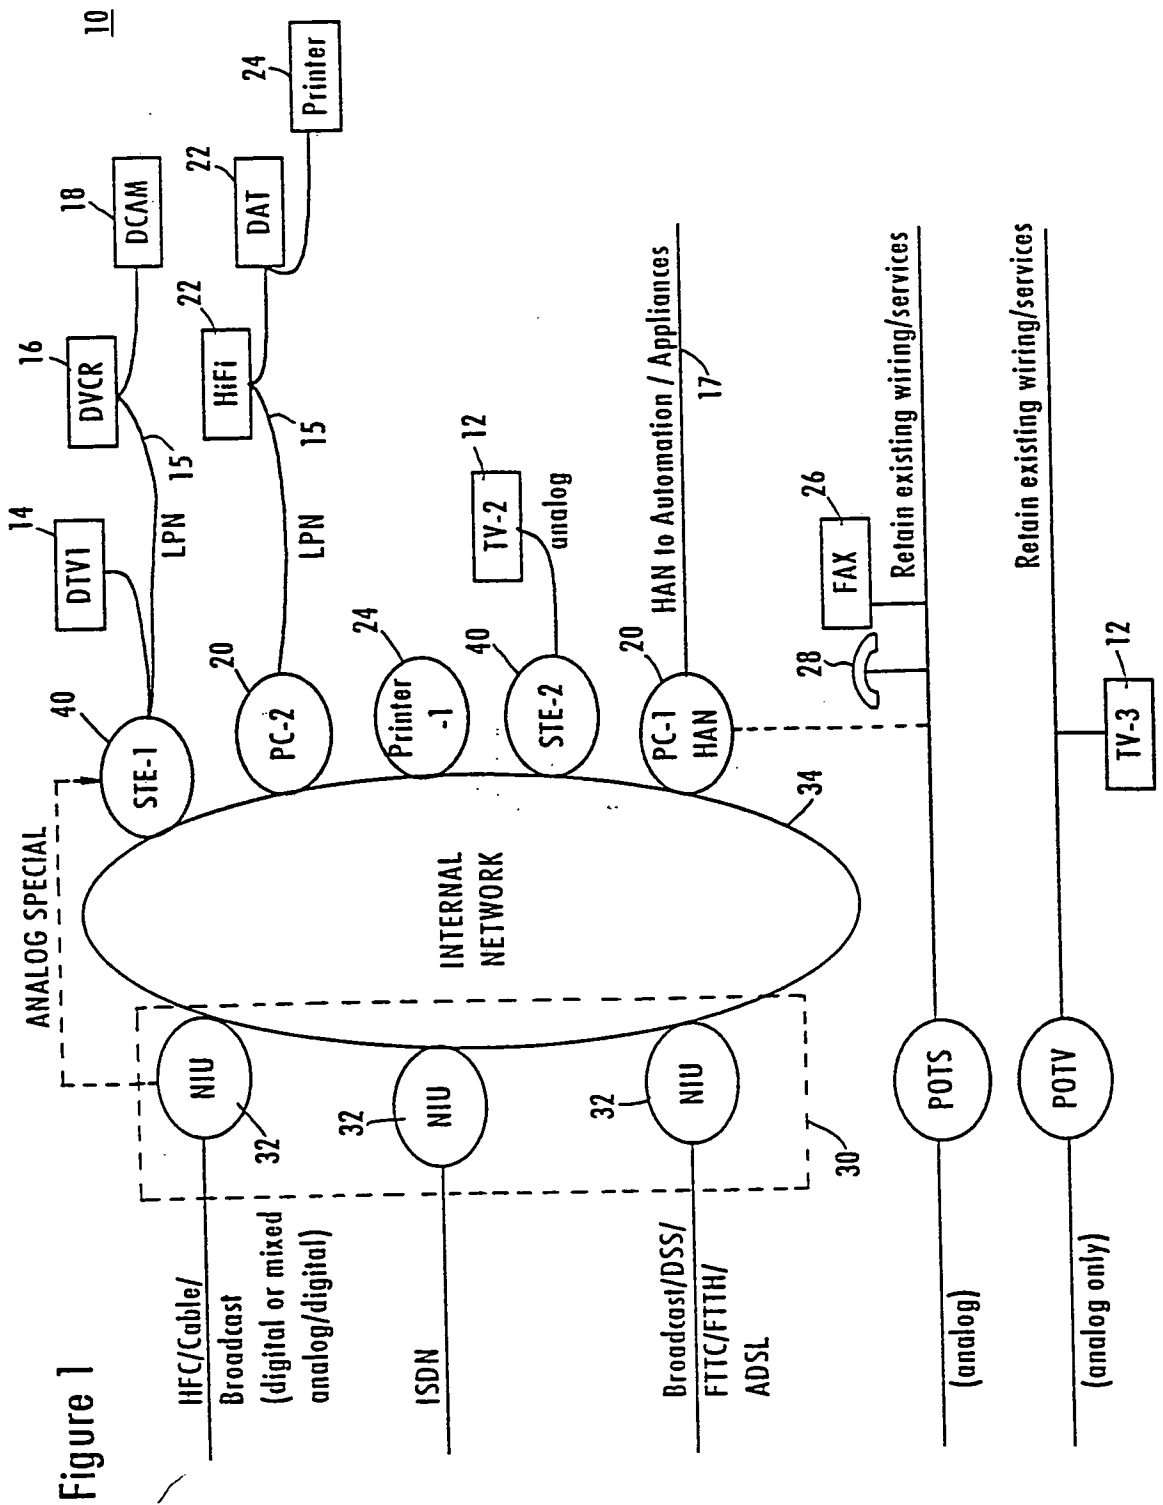 Figure 1
10
HFC/Cable/
Broadcast
(digital or mixed
analog/digital)
ISDN
Broadcast/DSS/
FTTC/FTTH/
ADSL
(analog)
(analog only)
ANALOG SPECIAL
NIU
32
NIU
32
NIU
32
30
POTS
POTV
INTERNAL
NETWORK
34
STE-1
40
PC-2
20
Printer
-1
24
STE-2
40
PC-1
HAN
20
DTV1
14
LPN
15
DVCR
16
DCAM
18
LPN
15
HiFi
22
DAT
22
Printer
24
TV-2
12
analog
HAN to Automation / Appliances
17
28
FAX
26
Retain existing wiring/services
TV-3
12
Retain existing wiring/services